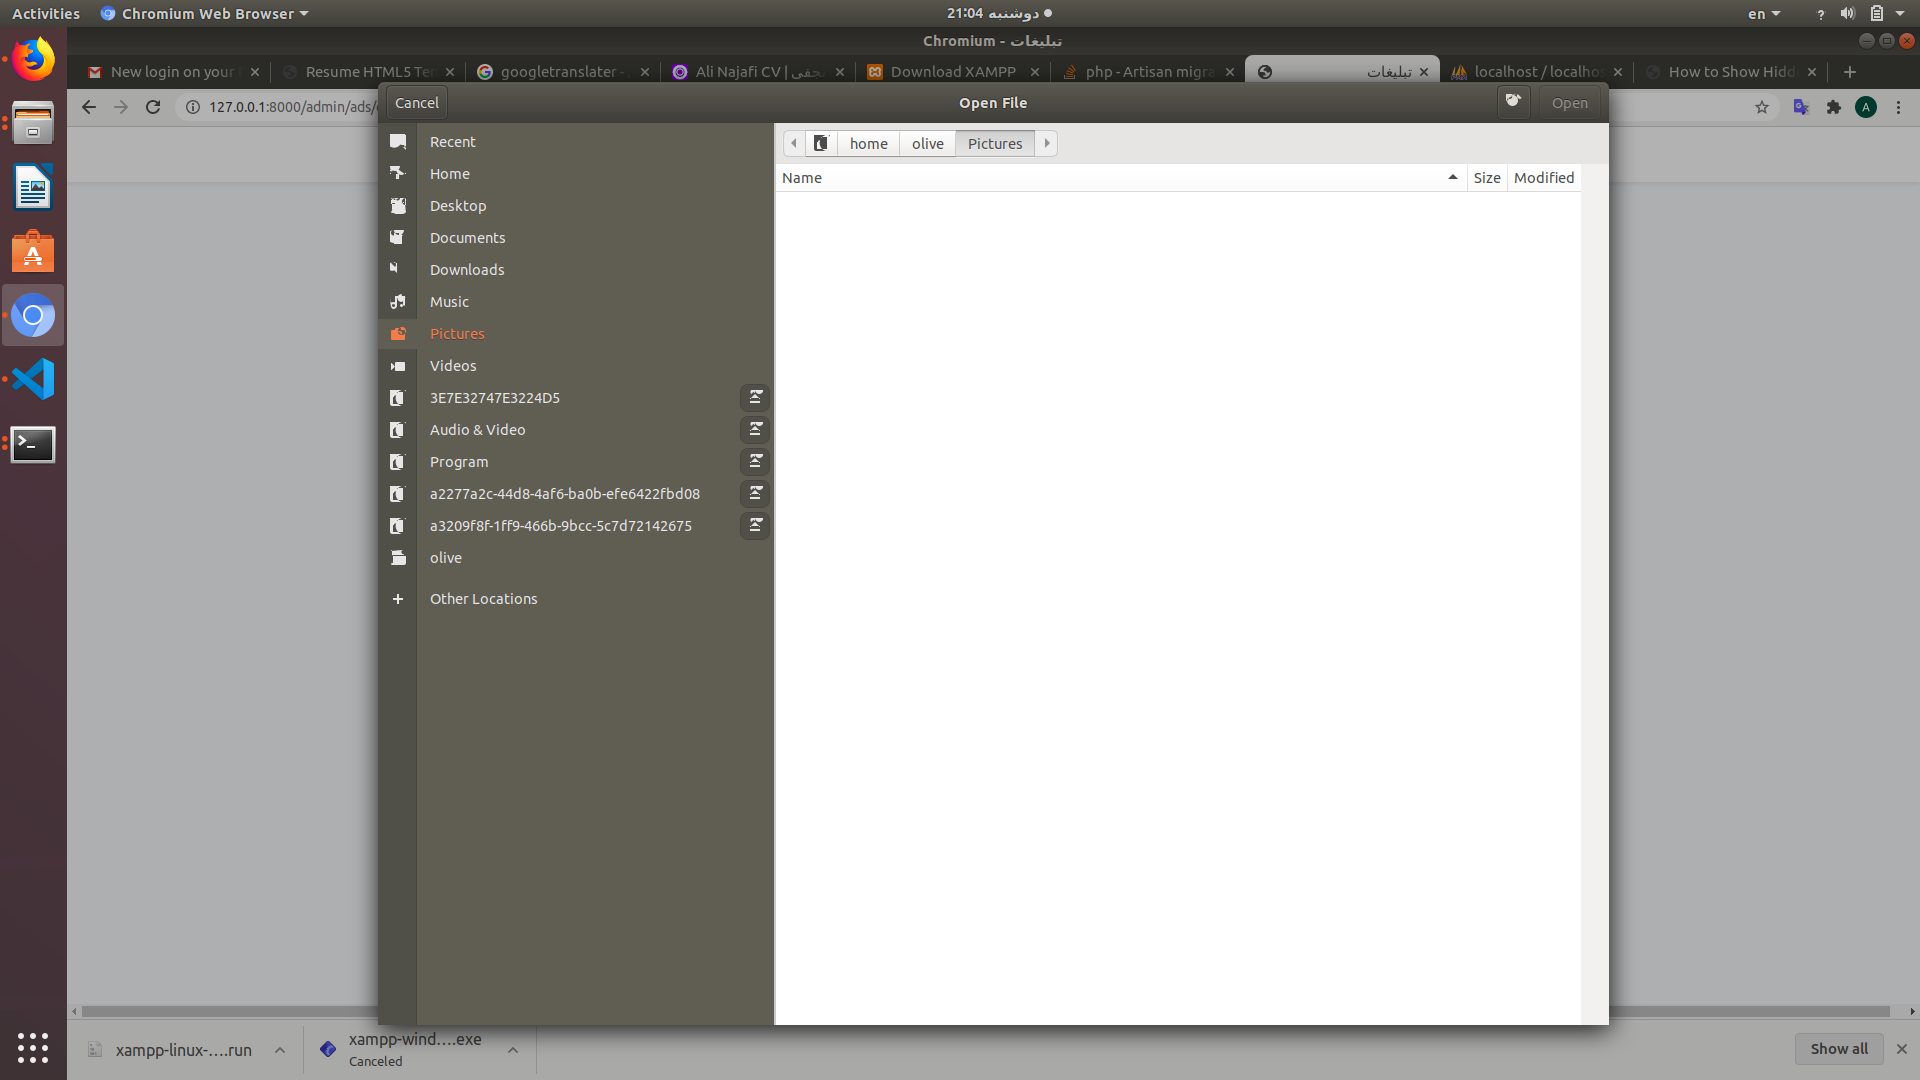 Activities
Chromium Web Browser
دوشنبه 21:04
en
تبلیغات - Chromium
New login on your
Resume HTML5 Ten
googletranslater -
Ali Najafi CV |
Download XAMPP
php - Artisan migra
تبلیغات
localhost / localhos
How to Show Hidd
127.0.0.1:8000/admin/ads/
A
Cancel
Open File
Open
Recent
Home
Desktop
Documents
Downloads
Music
Pictures
Videos
3E7E32747E3224D5
Audio & Video
Program
a2277a2c-44d8-4af6-ba0b-efe6422fbd08
a3209f8f-1ff9-466b-9bcc-5c7d72142675
olive
Other Locations
home
olive
Pictures
Name
Size
Modified
xampp-linux-....run
xampp-wind....exe
Canceled
Show all